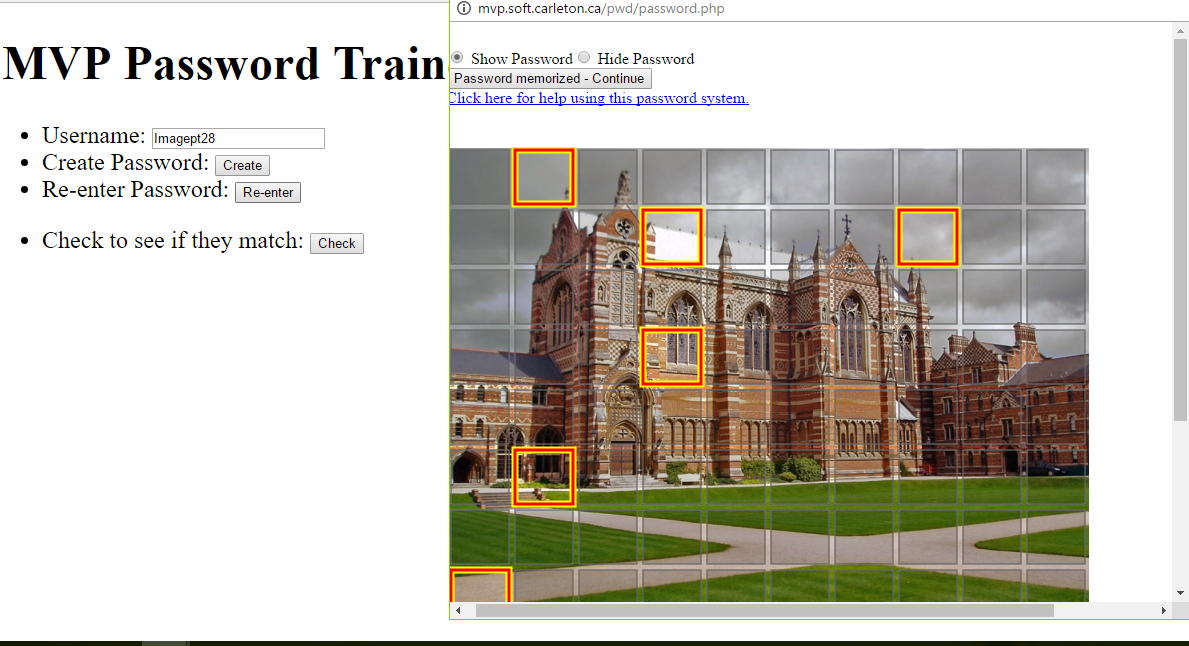 MVP Password Train
Username: Imagept28
Create Password: Create
Re-enter Password: Re-enter
Check to see if they match: Check
mvp.soft.carleton.ca/pwd/password.php
Show Password Hide Password
Password memorized - Continue
Click here for help using this password system.